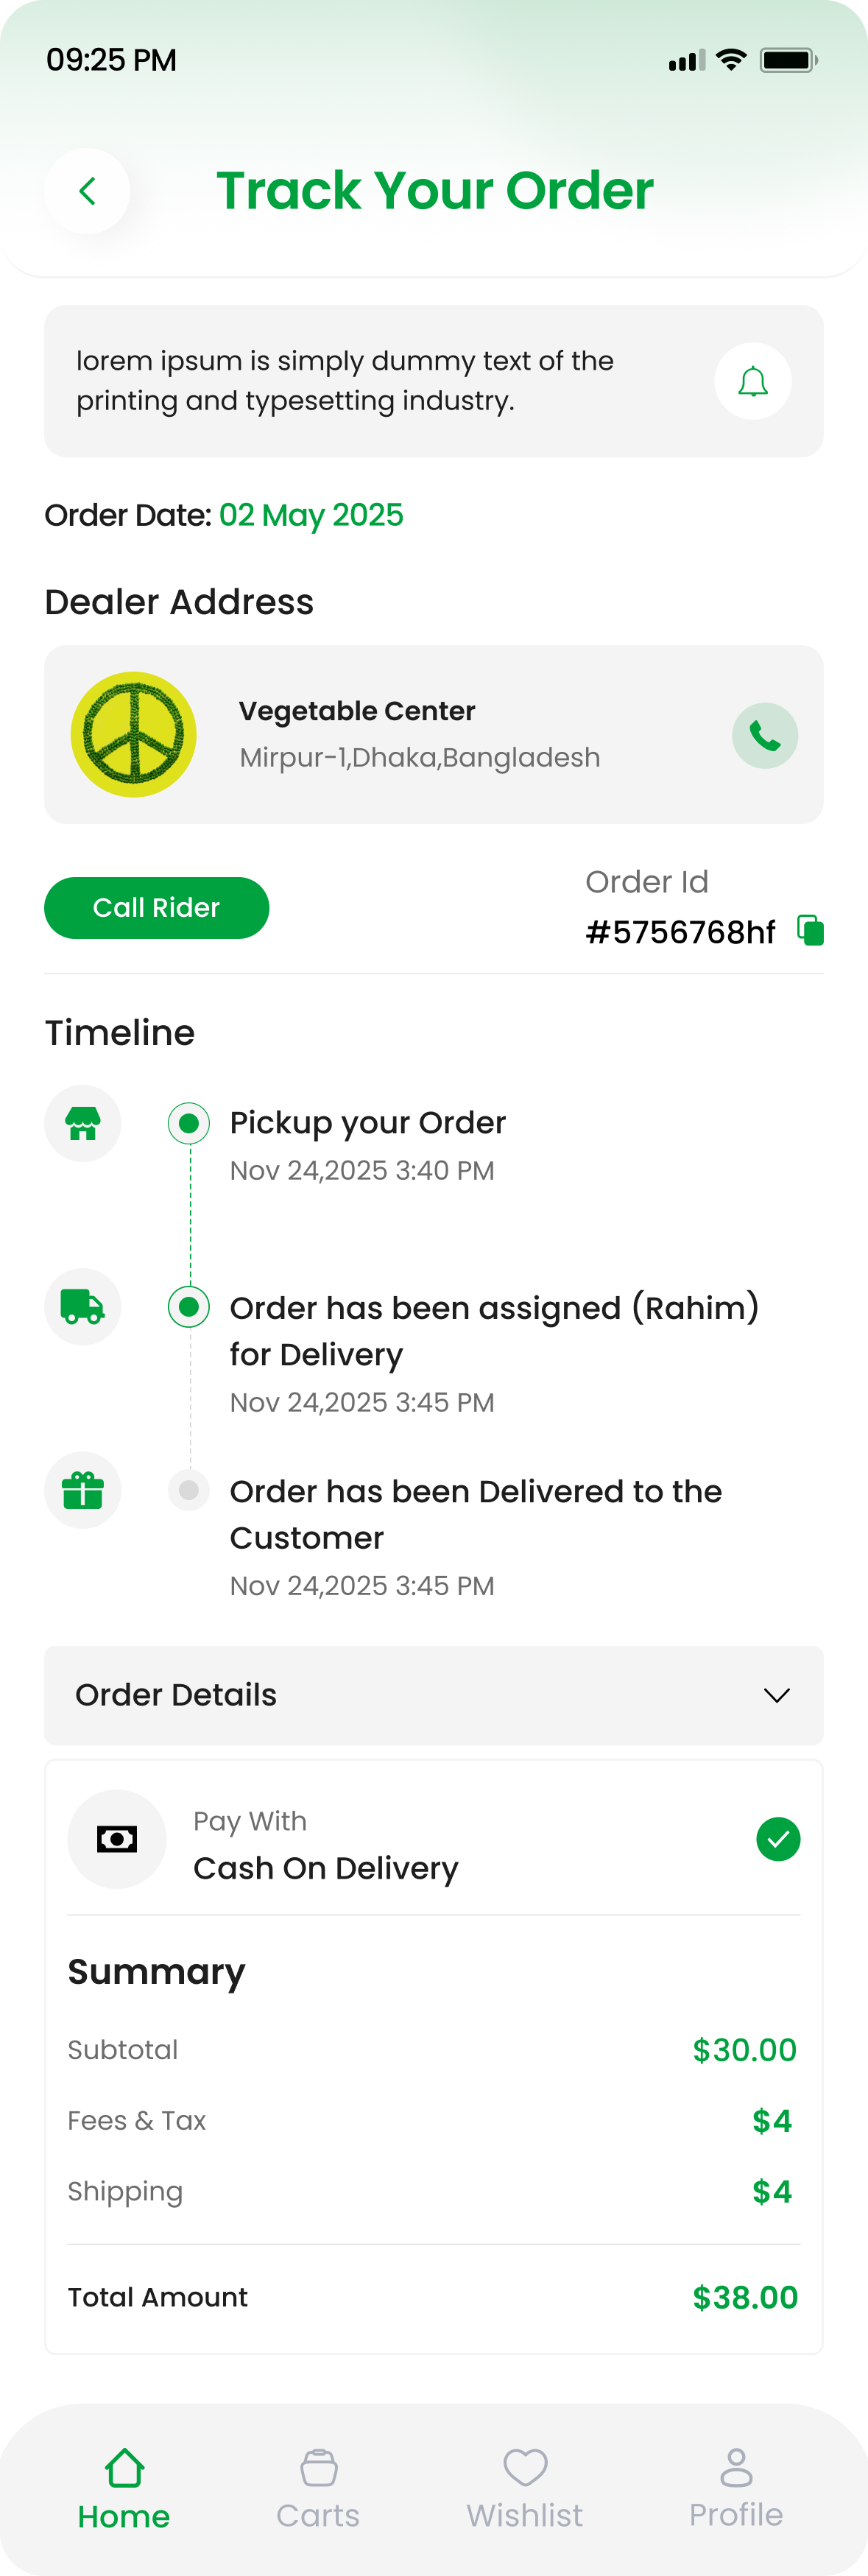 09:25 PM
Track Your Order
lorem ipsum is simply dummy text of the
printing and typesetting industry.
Order Date: 02 May 2025
Dealer Address
Vegetable Center
Mirpur-1,Dhaka,Bangladesh
Call Rider
Order Id
#5756768hf
Timeline
Pickup your Order
Nov 24,2025 3:40 PM
Order has been assigned (Rahim)
for Delivery
Nov 24,2025 3:45 PM
Order has been Delivered to the
Customer
Nov 24,2025 3:45 PM
Order Details
Pay With
Cash On Delivery
Summary
Subtotal $30.00
Fees & Tax $4
Shipping $4
Total Amount $38.00
Home Carts Wishlist Profile